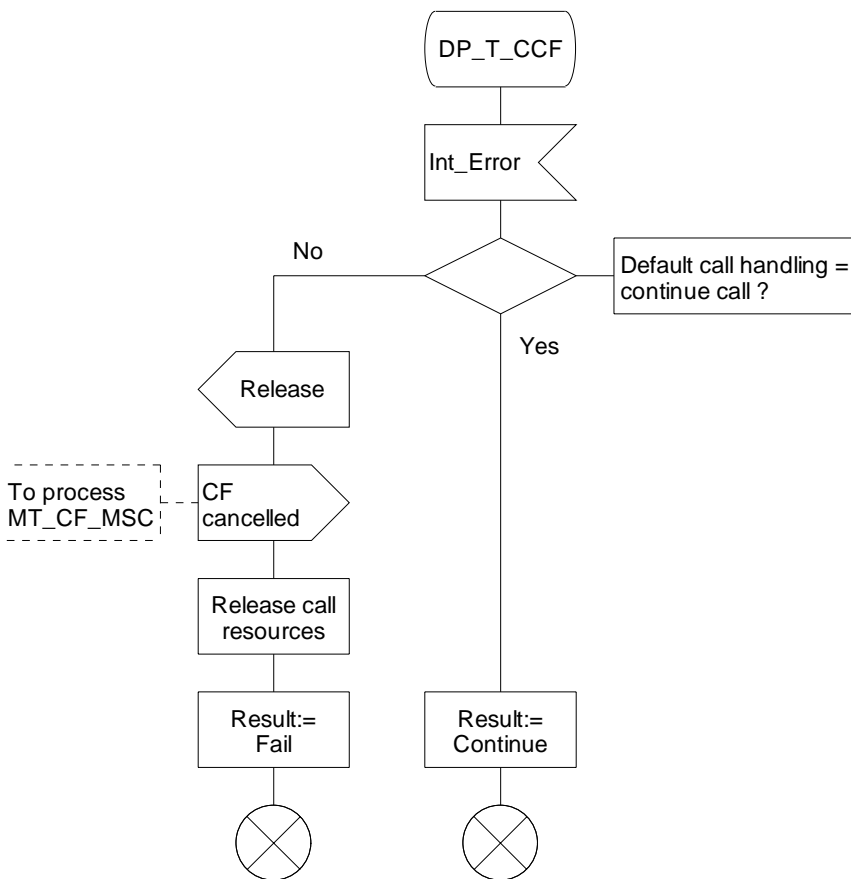 DP_T_CCF
Int_Error
No
Default call handling =
continue call ?
Yes
Release
To process
MT_CF_MSC
CF
cancelled
Release call
resources
Result:=
Fail
Result:=
Continue